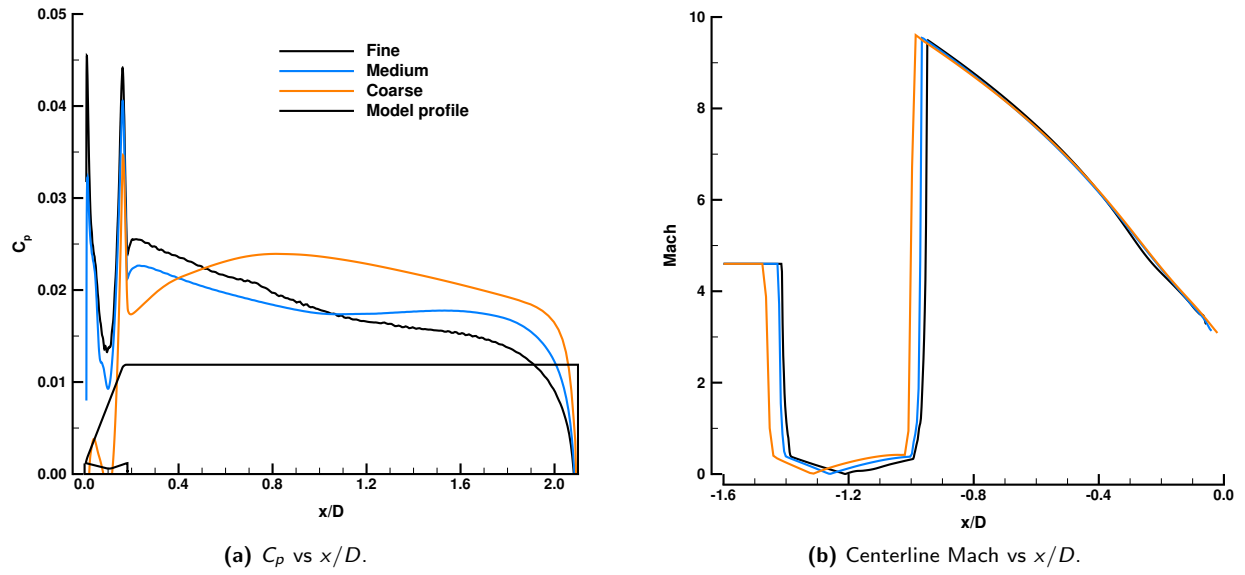 0.05
0.04
0.03
0.02
0.01
0.00
C_p
Fine
Medium
Coarse
Model profile
0.0 0.4 0.8 1.2 1.6 2.0
x/D
(a) C_p vs x/D.
10
8
6
4
2
0
Mach
-1.6 -1.2 -0.8 -0.4 0.0
x/D
(b) Centerline Mach vs x/D.